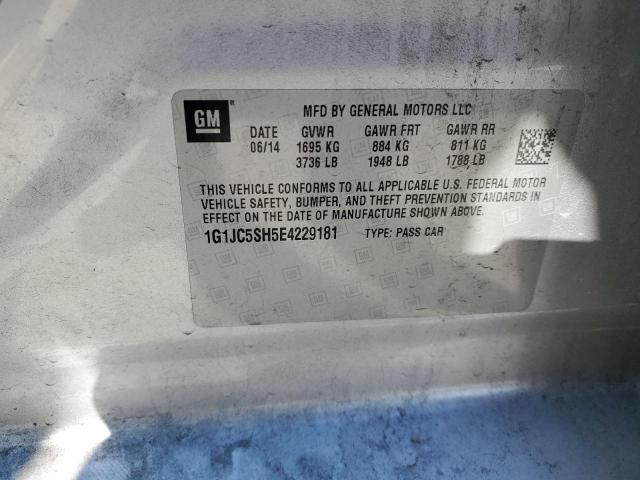 GM
MFD BY GENERAL MOTORS LLC
DATE GVWR GAWR FRT GAWR RR
06/14 1695 KG 884 KG 811 KG
3736 LB 1948 LB 1788 LB
THIS VEHICLE CONFORMS TO ALL APPLICABLE U.S. FEDERAL MOTOR
VEHICLE SAFETY, BUMPER, AND THEFT PREVENTION STANDARDS IN
EFFECT ON THE DATE OF MANUFACTURE SHOWN ABOVE.
1G1JC5SH5E4229181 TYPE: PASS CAR